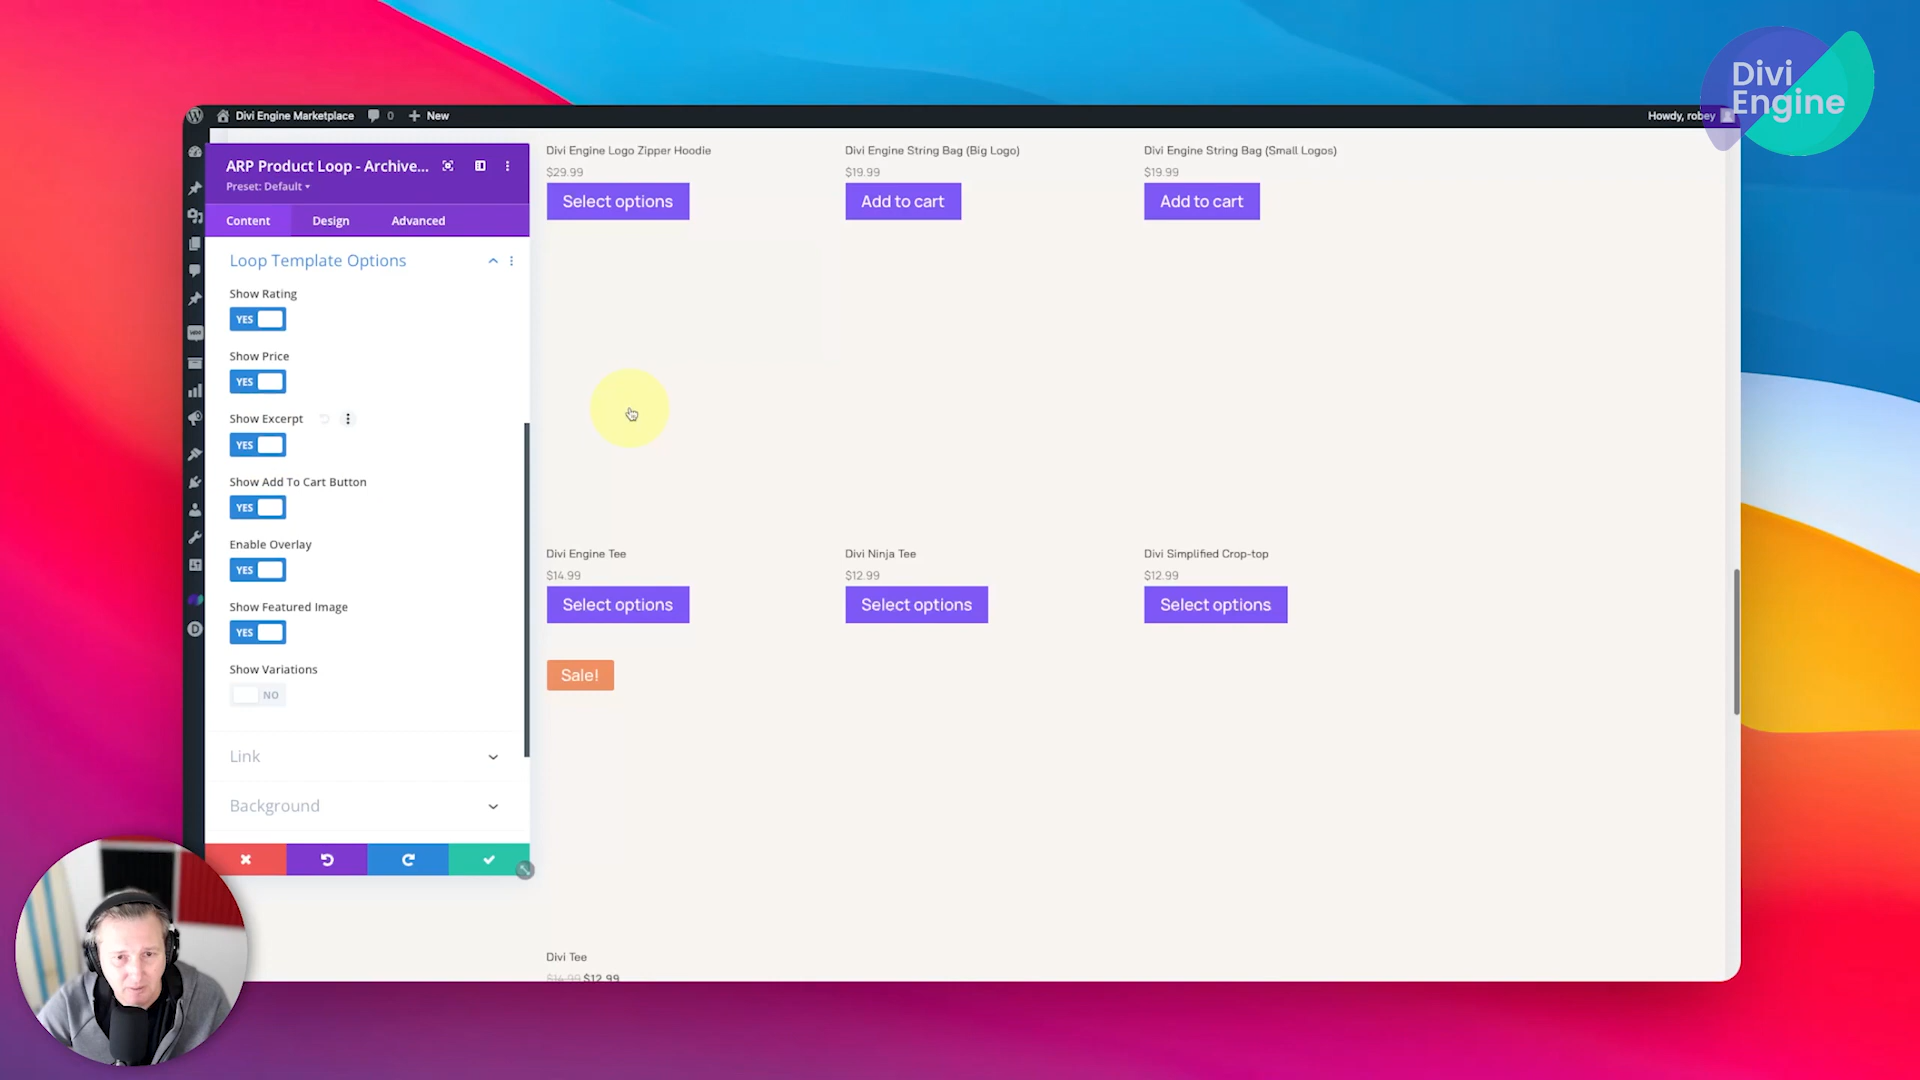 Divi
Engine
Divi Engine Marketplace
0
New
Howdy, robey
ARP Product Loop - Archive...
Preset: Default
Content
Design
Advanced
Loop Template Options
Show Rating
YES
Show Price
YES
Show Excerpt
YES
Show Add To Cart Button
YES
Enable Overlay
YES
Show Featured Image
YES
Show Variations
NO
Link
Background
Divi Engine Logo Zipper Hoodie
$29.99
Select options
Divi Engine String Bag (Big Logo)
$19.99
Add to cart
Divi Engine String Bag (Small Logos)
$19.99
Add to cart
Divi Engine Tee
$14.99
Select options
Divi Ninja Tee
$12.99
Select options
Divi Simplified Crop-top
$12.99
Select options
Sale!
Divi Tee
$14.99 $12.99